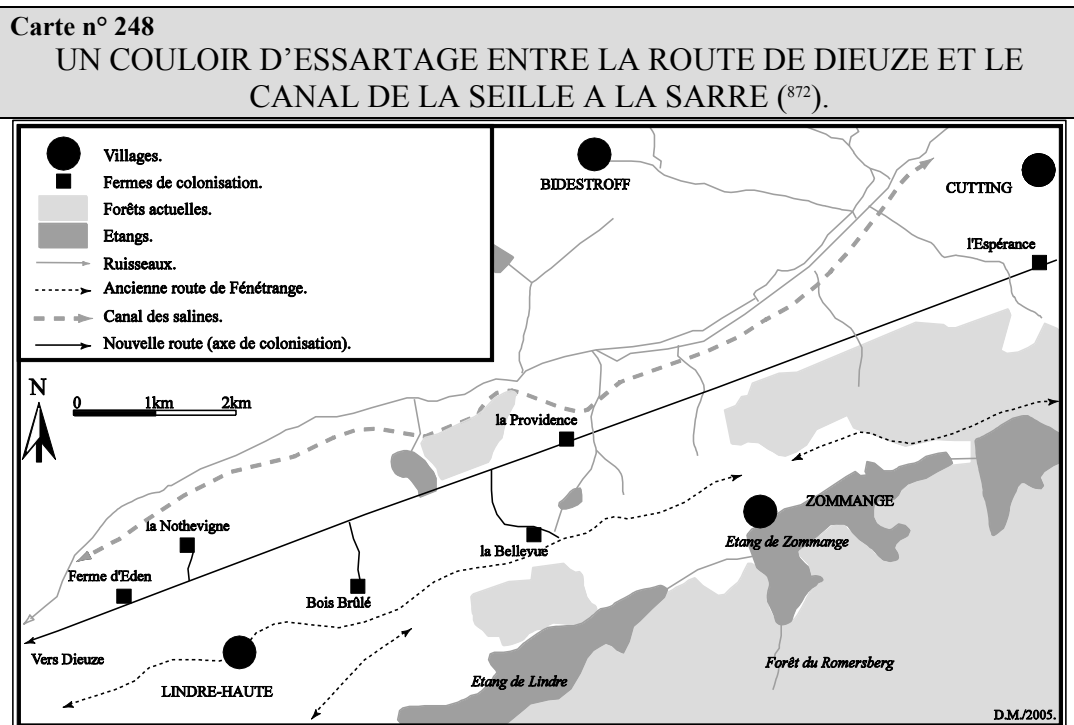 Carte n° 248
UN COULOIR D'ESSARTAGE ENTRE LA ROUTE DE DIEUZE ET LE
CANAL DE LA SEILLE A LA SARRE (872).
Villages.
Fermes de colonisation.
Forêts actuelles.
Etangs.
Ruisseaux.
Ancienne route de Fénétrange.
Canal des salines.
Nouvelle route (axe de colonisation).
BIDESTROFF
CUTTING
l'Espérance
N
0 1km 2km
la Providence
la Nothevigne
la Bellevue
ZOMMANGE
Etang de Zommange
Ferme d'Eden
Bois Brûlé
Vers Dieuze
LINDRE-HAUTE
Etang de Lindre
Forêt du Romersberg
D.M./2005.